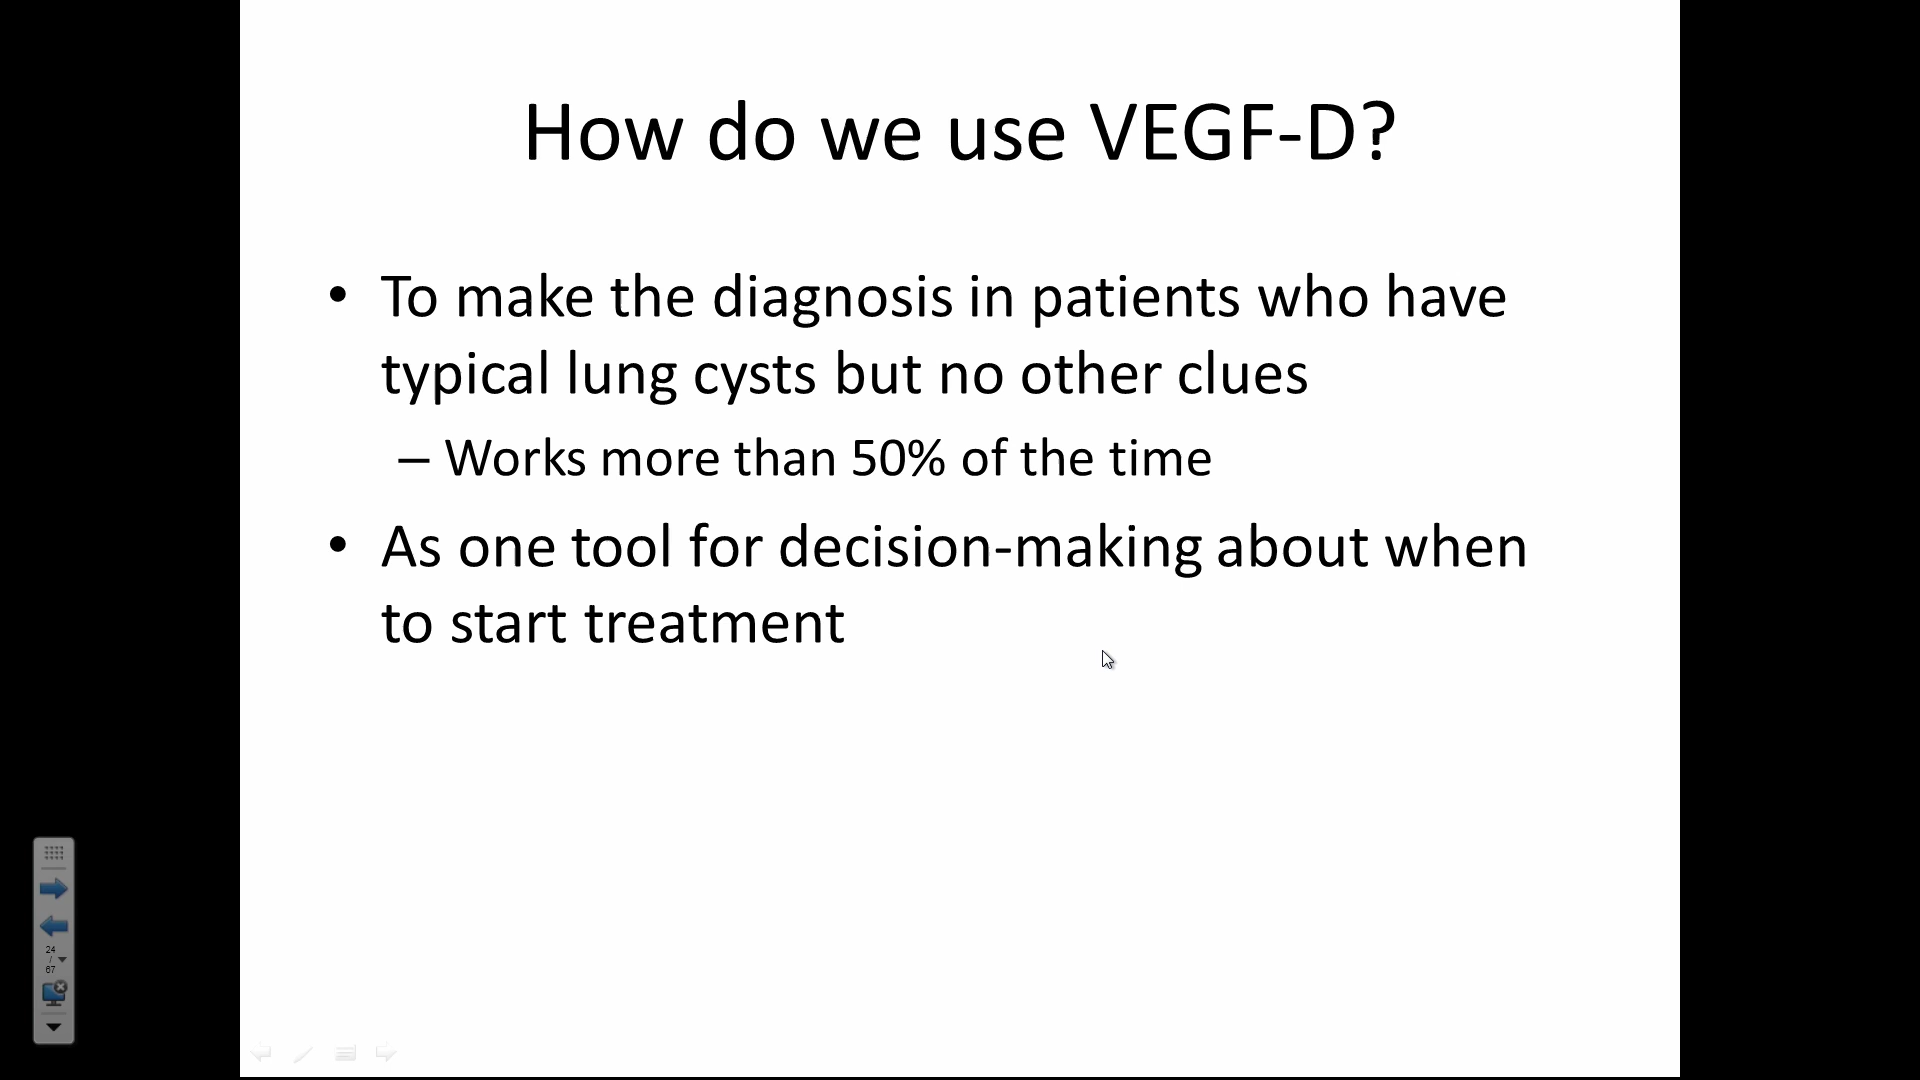 How do we use VEGF-D?
• To make the diagnosis in patients who have
typical lung cysts but no other clues
– Works more than 50% of the time
• As one tool for decision-making about when
to start treatment
24
/
67